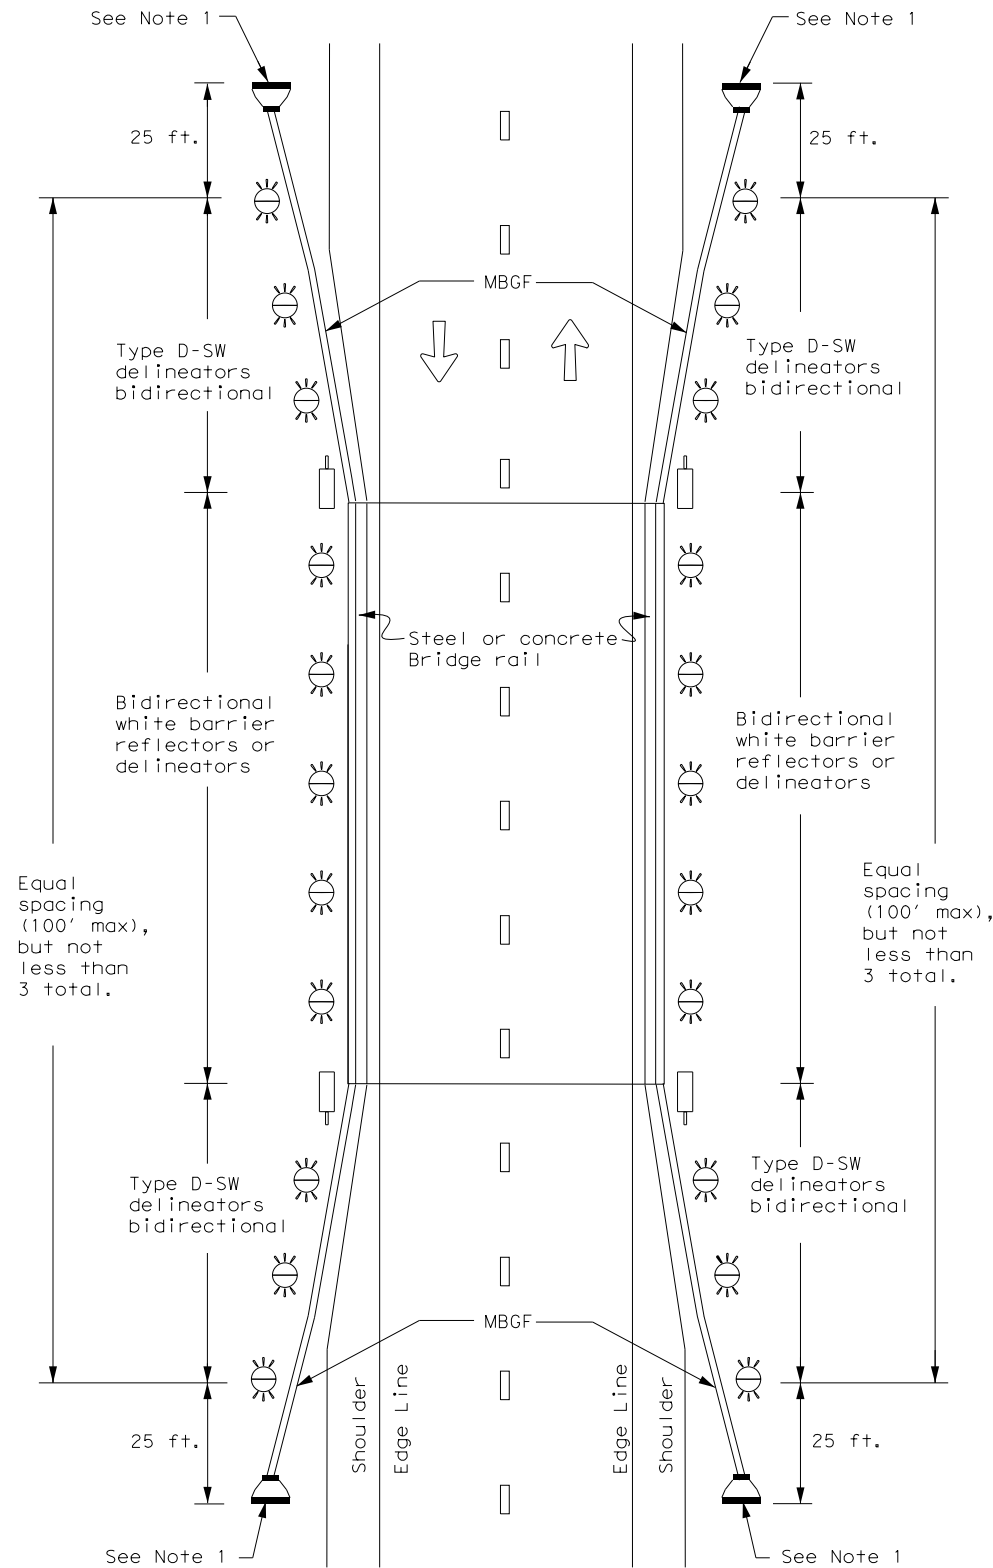 See Note 1
See Note 1
25 ft.
25 ft.
MBGF
Type D-SW
delineators
bidirectional
Type D-SW
delineators
bidirectional
Steel or concrete
Bridge rail
Bidirectional
white barrier
reflectors or
delineators
Bidirectional
white barrier
reflectors or
delineators
Equal
spacing
(100' max),
but not
less than
3 total.
Equal
spacing
(100' max),
but not
less than
3 total.
Type D-SW
delineators
bidirectional
Type D-SW
delineators
bidirectional
MBGF
Shoulder
Edge Line
Edge Line
Shoulder
25 ft.
25 ft.
See Note 1
See Note 1